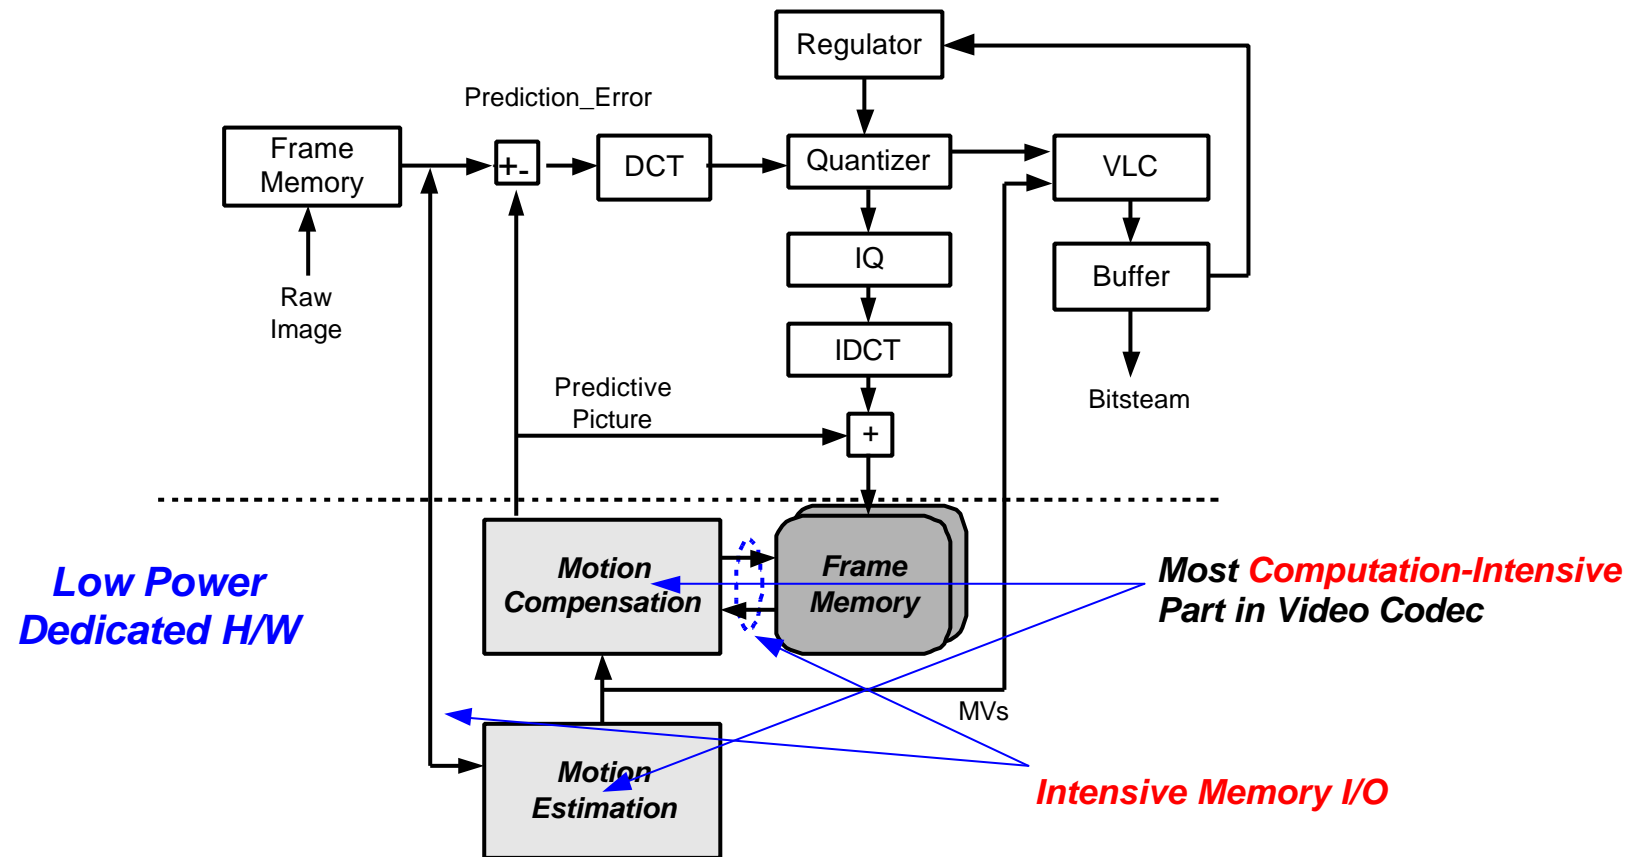 Regulator
Prediction_Error
Frame
Memory
+-
DCT
Quantizer
VLC
IQ
Buffer
Raw
Image
IDCT
Predictive
Picture
Bitsteam
+
Low Power
Dedicated H/W
Motion
Compensation
Frame
Memory
Most Computation-Intensive
Part in Video Codec
MVs
Motion
Estimation
Intensive Memory I/O